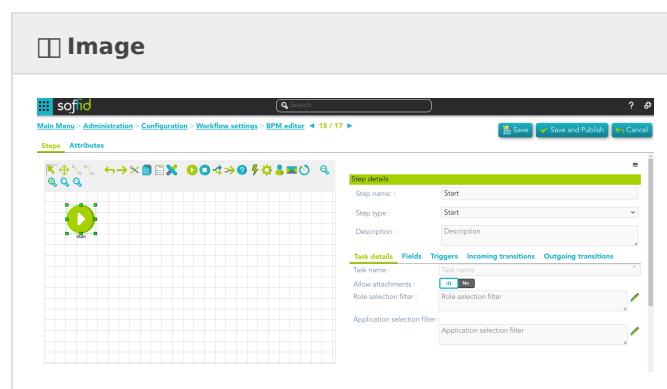 Image
soffid
Search
?
Main Menu > Administration > Configuration > Workflow settings > BPM editor ◄ 15 / 17 ►
Save
Save and Publish
Cancel
Steps Attributes
Step details
Step name: :
Start
Step type :
Start
Description :
Description
Start
Task details Fields Triggers Incoming transitions Outgoing transitions
Task name :
Task name
Allow attachments :
No
Role selection filter :
Role selection filter
Application selection filter :
Application selection filter